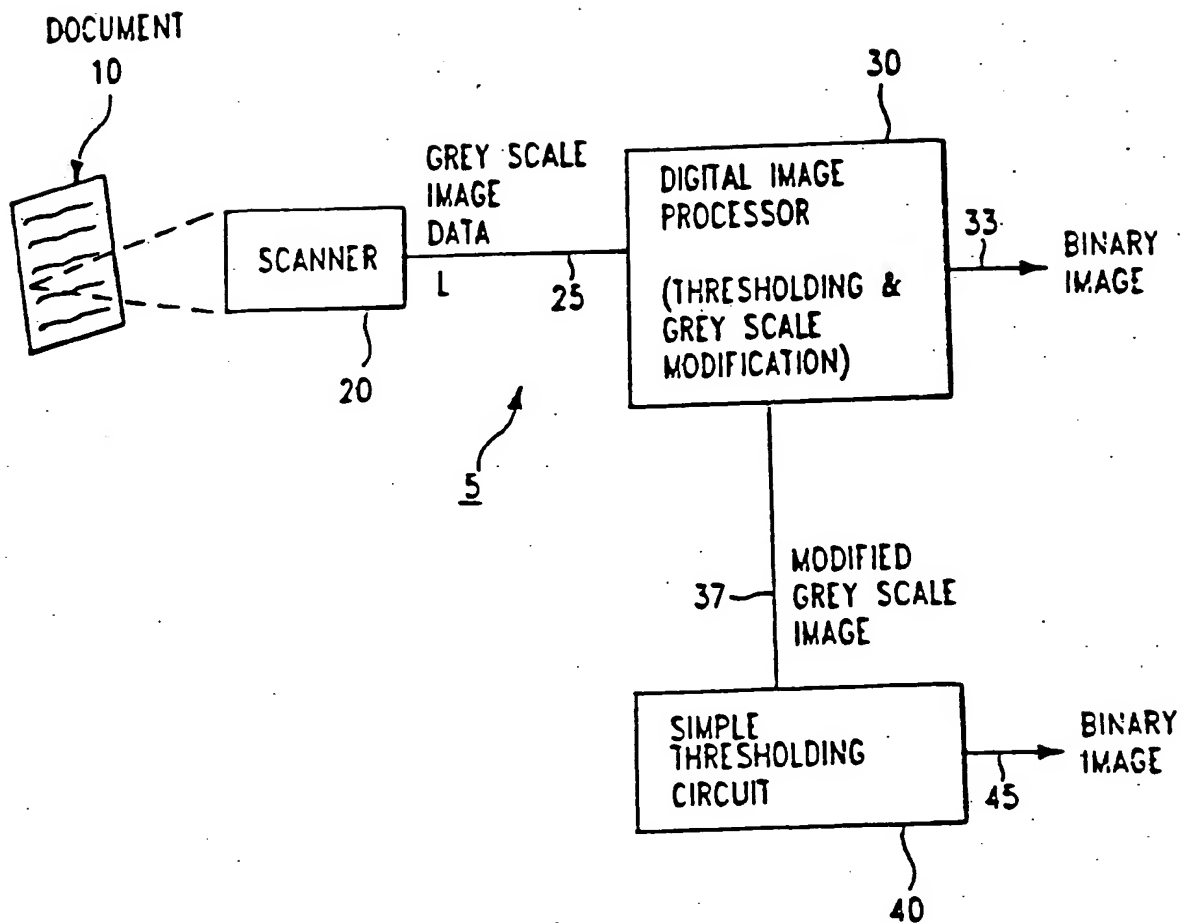 DOCUMENT
10
30
GREY SCALE
IMAGE
DATA
L
25
SCANNER
20
DIGITAL IMAGE
PROCESSOR
(THRESHOLDING &
GREY SCALE
MODIFICATION)
33
BINARY
IMAGE
5
37
MODIFIED
GREY SCALE
IMAGE
SIMPLE
THRESHOLDING
CIRCUIT
45
BINARY
IMAGE
40